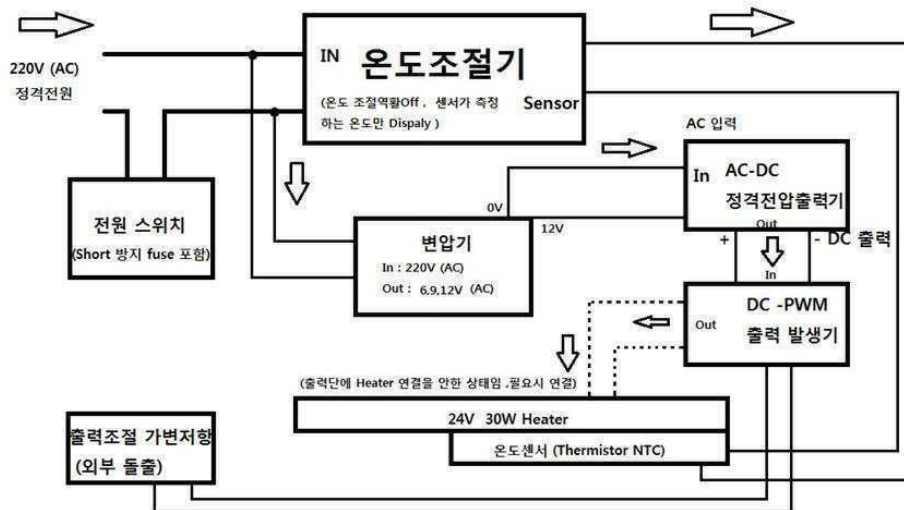 220V (AC)
정격전원
IN
온도조절기
(온도 조절역활Off , 센서가 측정
하는 온도만 Dispaly )
Sensor
전원 스위치
(Short 방지 fuse 포함)
변압기
In : 220V (AC)
Out : 6,9,12V (AC)
0V
12V
AC 입력
In
AC-DC
정격전압출력기
Out
+
- DC 출력
In
DC -PWM
Out
출력 발생기
(출력단에 Heater 연결을 안한 상태임 ,필요시 연결)
24V 30W Heater
온도센서 (Thermistor NTC)
출력조절 가변저항
(외부 돌출)